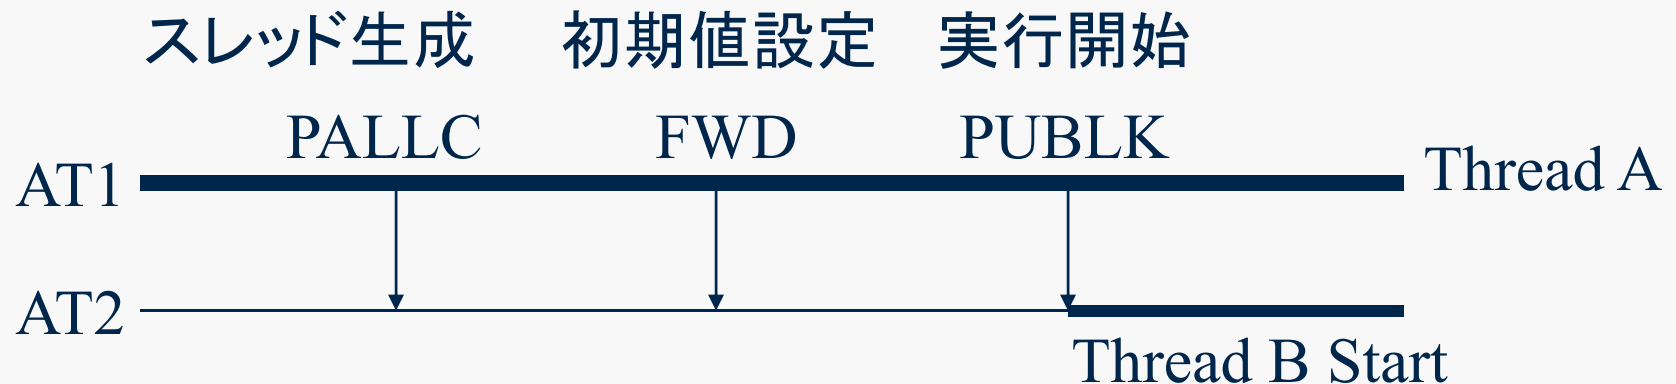 スレッド生成 初期値設定 実行開始
PALLC FWD PUBLK
AT1 Thread A
AT2
Thread B Start